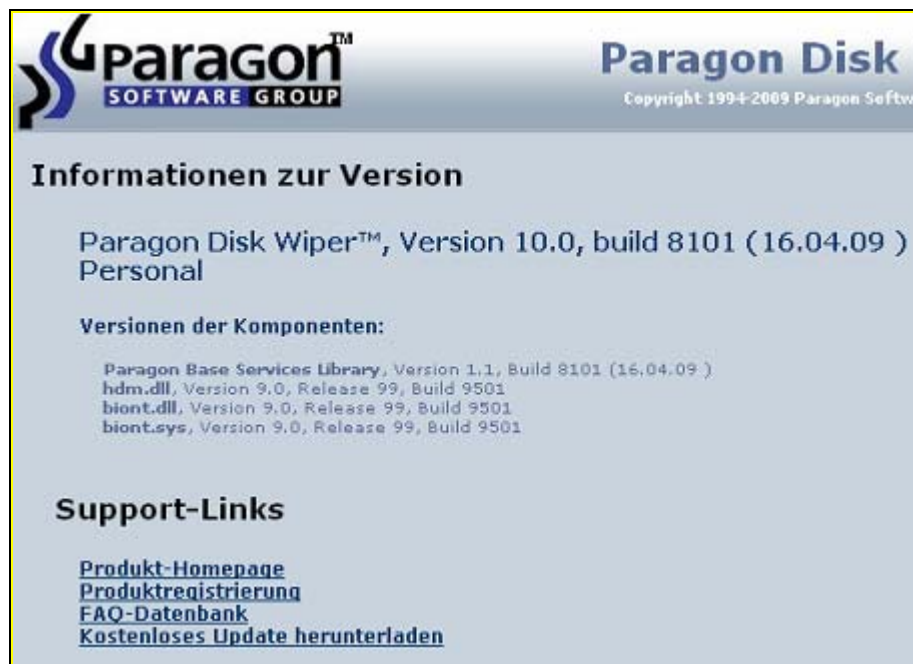 ParaGon™
SOFTWARE GROUP
Paragon Disk
Copyright 1994-2009 Paragon Softw
Informationen zur Version
Paragon Disk Wiper™, Version 10.0, build 8101 (16.04.09 )
Personal
Versionen der Komponenten:
Paragon Base Services Library, Version 1.1, Build 8101 (16.04.09 )
hdm.dll, Version 9.0, Release 99, Build 9501
biont.dll, Version 9.0, Release 99, Build 9501
biont.sys, Version 9.0, Release 99, Build 9501
Support-Links
Produkt-Homepage
Produktregistrierung
FAQ-Datenbank
Kostenloses Update herunterladen